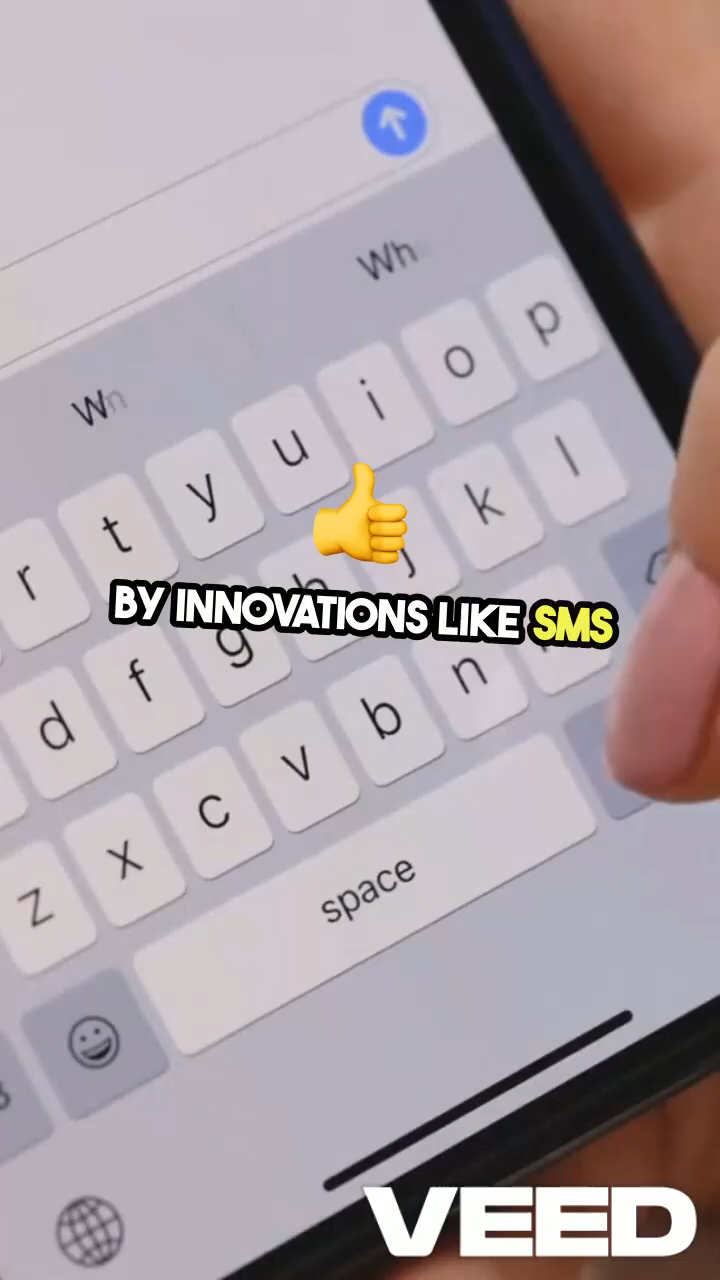 Wh
Wh
r t y u i o p
d f g h j k l
BY INNOVATIONS LIKE SMS
z x c v b n
space
VEED